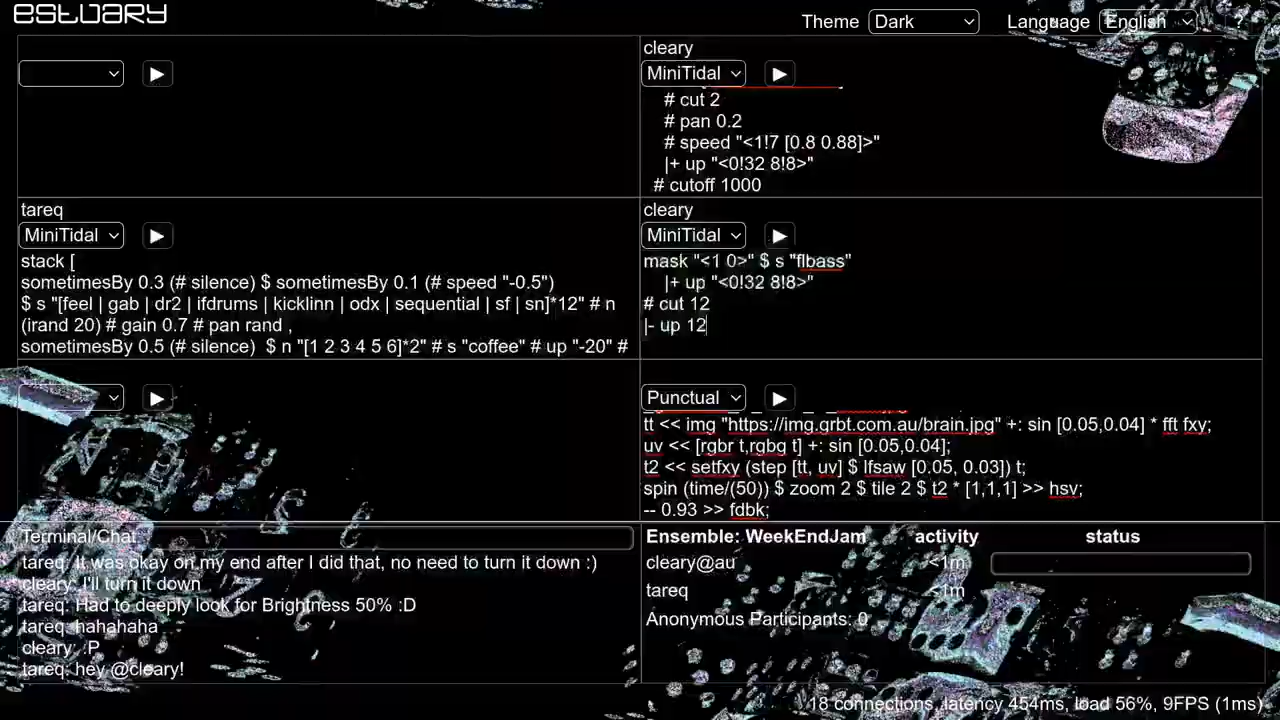 estuary
Theme Dark Language English ?
cleary
MiniTidal
# cut 2
# pan 0.2
# speed "<1!7 [0.8 0.88]>"
|+ up "<0!32 8!8>"
# cutoff 1000
tareq
MiniTidal
stack [
sometimesBy 0.3 (# silence) $ sometimesBy 0.1 (# speed "-0.5")
$ s "[feel | gab | dr2 | ifdrums | kicklinn | odx | sequential | sf | sn]*12" # n
(irand 20) # gain 0.7 # pan rand ,
sometimesBy 0.5 (# silence)  $ n "[1 2 3 4 5 6]*2" # s "coffee" # up "-20" #
cleary
MiniTidal
mask "<1 0>" $ s "flbass"
|+ up "<0!32 8!8>"
# cut 12
|- up 12
Punctual
tt << img "https://img.grbt.com.au/brain.jpg" +: sin [0.05,0.04] * fft fxy;
uv << [rgbr t,rgbg t] +: sin [0.05,0.04];
t2 << setfxy (step [tt, uv] $ lfsaw [0.05, 0.03]) t;
spin (time/(50)) $ zoom 2 $ tile 2 $ t2 * [1,1,1] >> hsv;
-- 0.93 >> fdbk;
Terminal/Chat
tareq: It was okay on my end after I did that, no need to turn it down :)
cleary: I'll turn it down
tareq: Had to deeply look for Brightness 50% :D
tareq: hahahaha
cleary: :P
tareq: hey @cleary!
Ensemble: WeekEndJam activity status
cleary@au <1m
tareq <1m
Anonymous Participants: 0
18 connections, latency 454ms, load 56%, 9FPS (1ms)